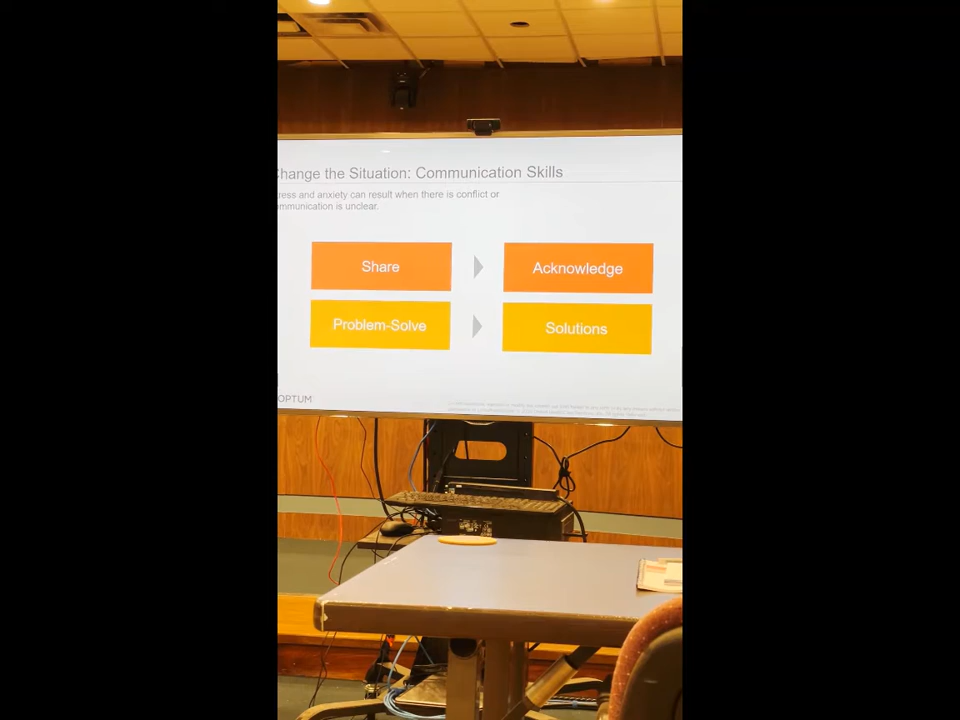 hange the Situation: Communication Skills
ress and anxiety can result when there is conflict or
mmunication is unclear.
Share
Acknowledge
Problem-Solve
Solutions
OPTUM